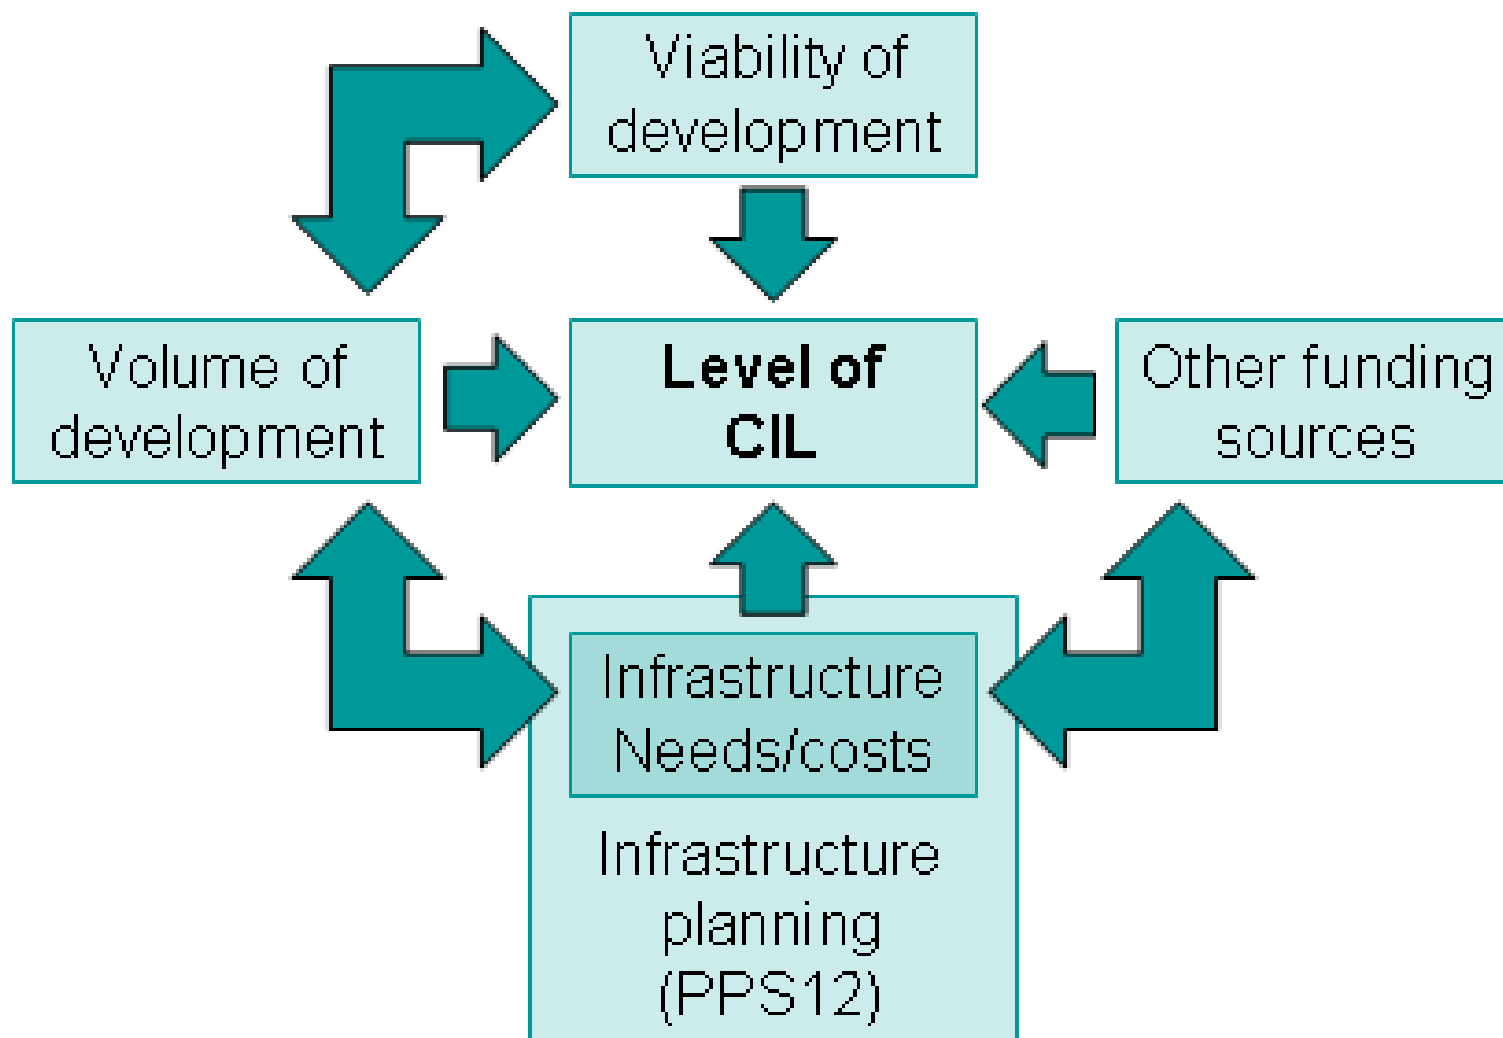 Viability of
development
Volume of
development
Level of
CIL
Other funding
sources
Infrastructure
Needs/costs
Infrastructure
planning
(PPS12)